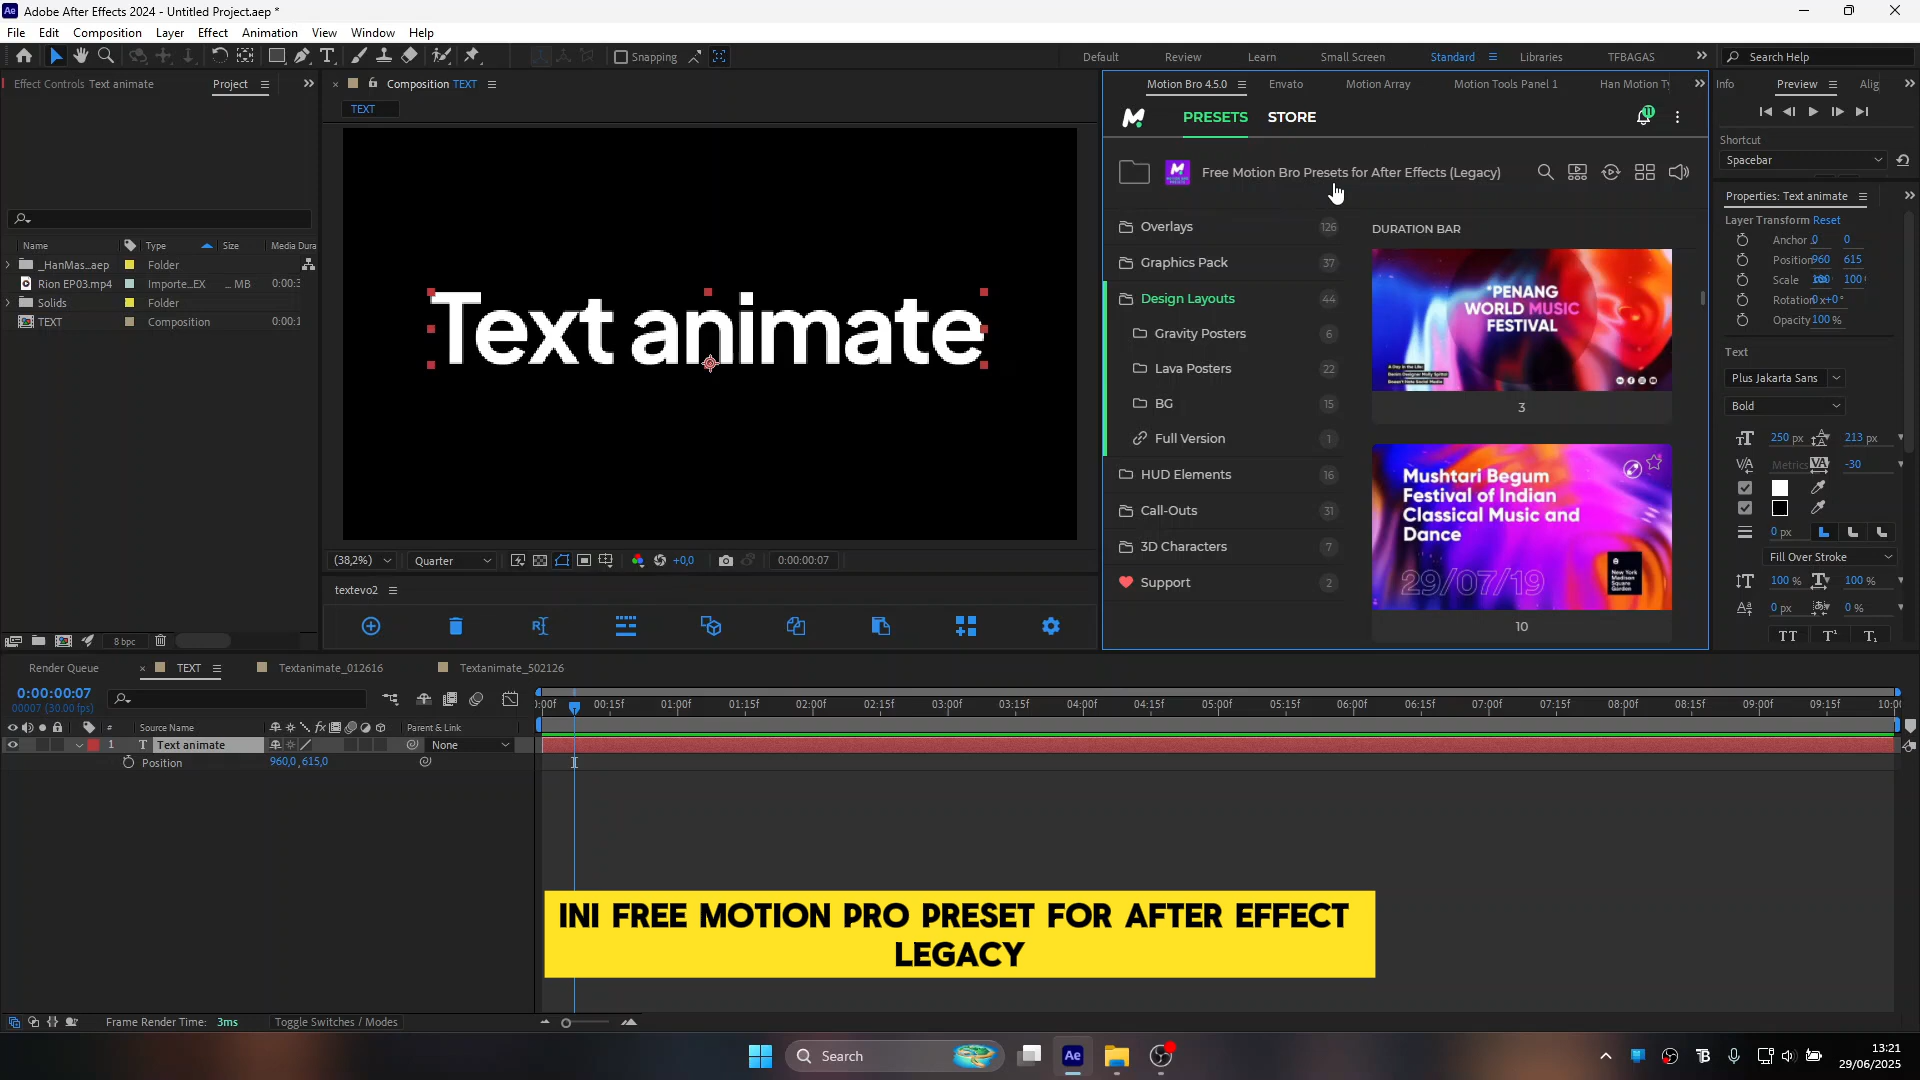 Adobe After Effects 2024 - Untitled Project.aep *
File Edit Composition Layer Effect Animation View Window Help
Snapping
Default Review Learn Small Screen Standard Libraries TFBAGAS
Search Help
Effect Controls Text animate Project
Composition TEXT
TEXT
Name Type Size Media Dura
_HanMas...aep Folder
Rion EP03.mp4 Importe...EX ... MB 0:00:3
Solids Folder
TEXT Composition 0:00:1
8 bpc
Text animate
(38,2%) Quarter +0,0 0:00:00:07
textevo2
Motion Bro 4.5.0 Envato Motion Array Motion Tools Panel 1 Han Motion Ty
PRESETS STORE
11
Free Motion Bro Presets for After Effects (Legacy)
Overlays 126
Graphics Pack 37
Design Layouts 44
Gravity Posters 6
Lava Posters 22
BG 15
Full Version 1
HUD Elements 16
Call-Outs 31
3D Characters 7
Support 2
DURATION BAR
*PENANG
WORLD MUSIC
FESTIVAL
3
Mushtari Begum
Festival of Indian
Classical Music and
Dance
29/07/19
New York
Madison
Square
Garden
10
Info Preview Alig
Shortcut
Spacebar
Properties: Text animate
Layer Transform Reset
Anchor 0 0
Position 960 615
Scale 100 100
Rotation 0x+0°
Opacity 100 %
Text
Plus Jakarta Sans
Bold
250 px 213 px
Metrics -30
0 px
Fill Over Stroke
100 % 100 %
0 px 0 %
TT T¹ T₁
Render Queue TEXT Textanimate_012616 Textanimate_502126
0:00:00:07
00007 (30.00 fps)
:00f 00:15f 01:00f 01:15f 02:00f 02:15f 03:00f 03:15f 04:00f 04:15f 05:00f 05:15f 06:00f 06:15f 07:00f 07:15f 08:00f 08:15f 09:00f 09:15f 10:00
# Source Name Parent & Link
1 T Text animate None
Position 960,0,615,0
INI FREE MOTION PRO PRESET FOR AFTER EFFECT
LEGACY
Frame Render Time: 3ms Toggle Switches / Modes
Search
13:21
29/06/2025